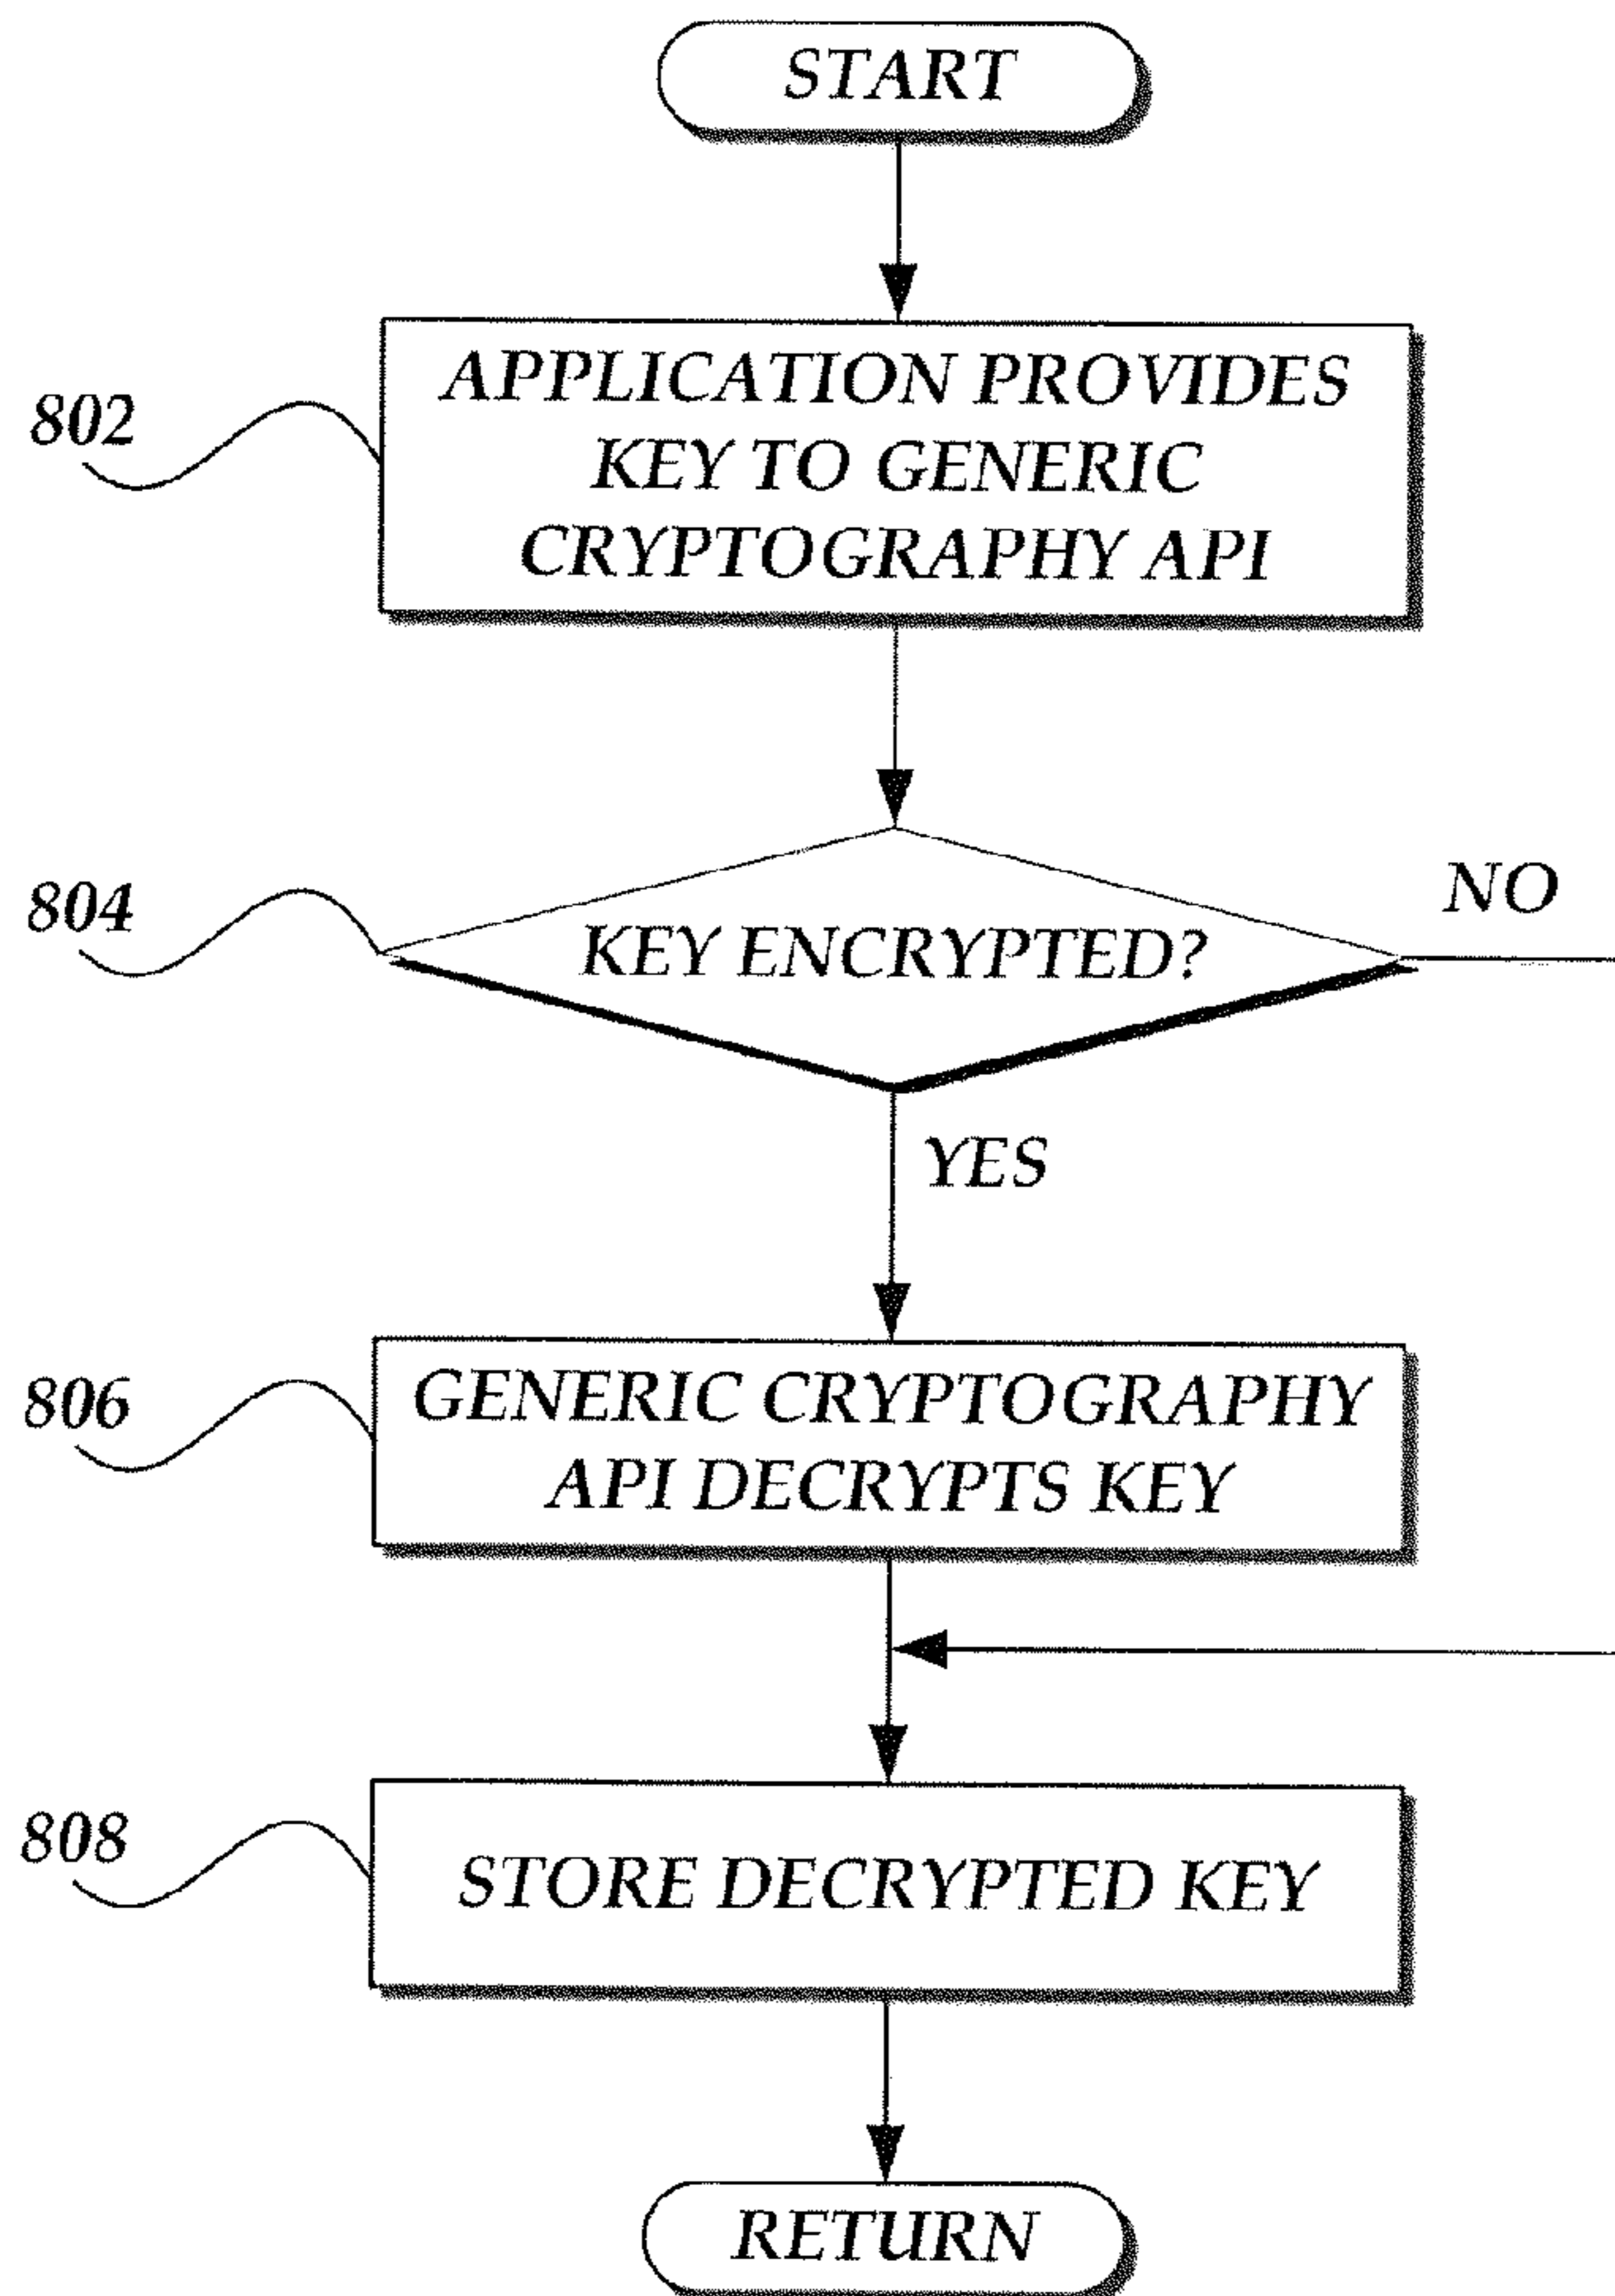 START
802
APPLICATION PROVIDES
KEY TO GENERIC
CRYPTOGRAPHY API
804
KEY ENCRYPTED?
NO
YES
806
GENERIC CRYPTOGRAPHY
API DECRYPTS KEY
808
STORE DECRYPTED KEY
RETURN